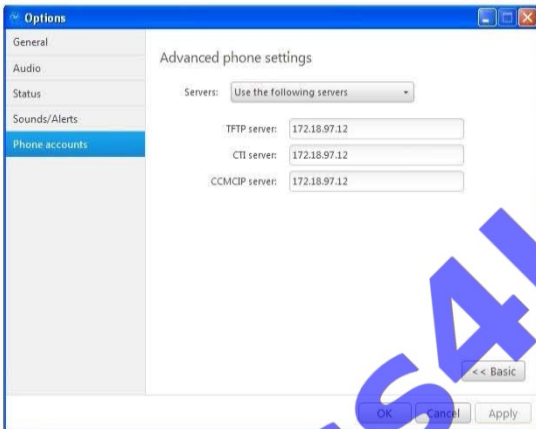 Options
General
Audio
Status
Sounds/Alerts
Phone accounts
Advanced phone settings
Servers: Use the following servers
TFTP server: 172.18.97.12
CTI server: 172.18.97.12
CCMCIP server: 172.18.97.12
<< Basic
OK Cancel Apply
S4